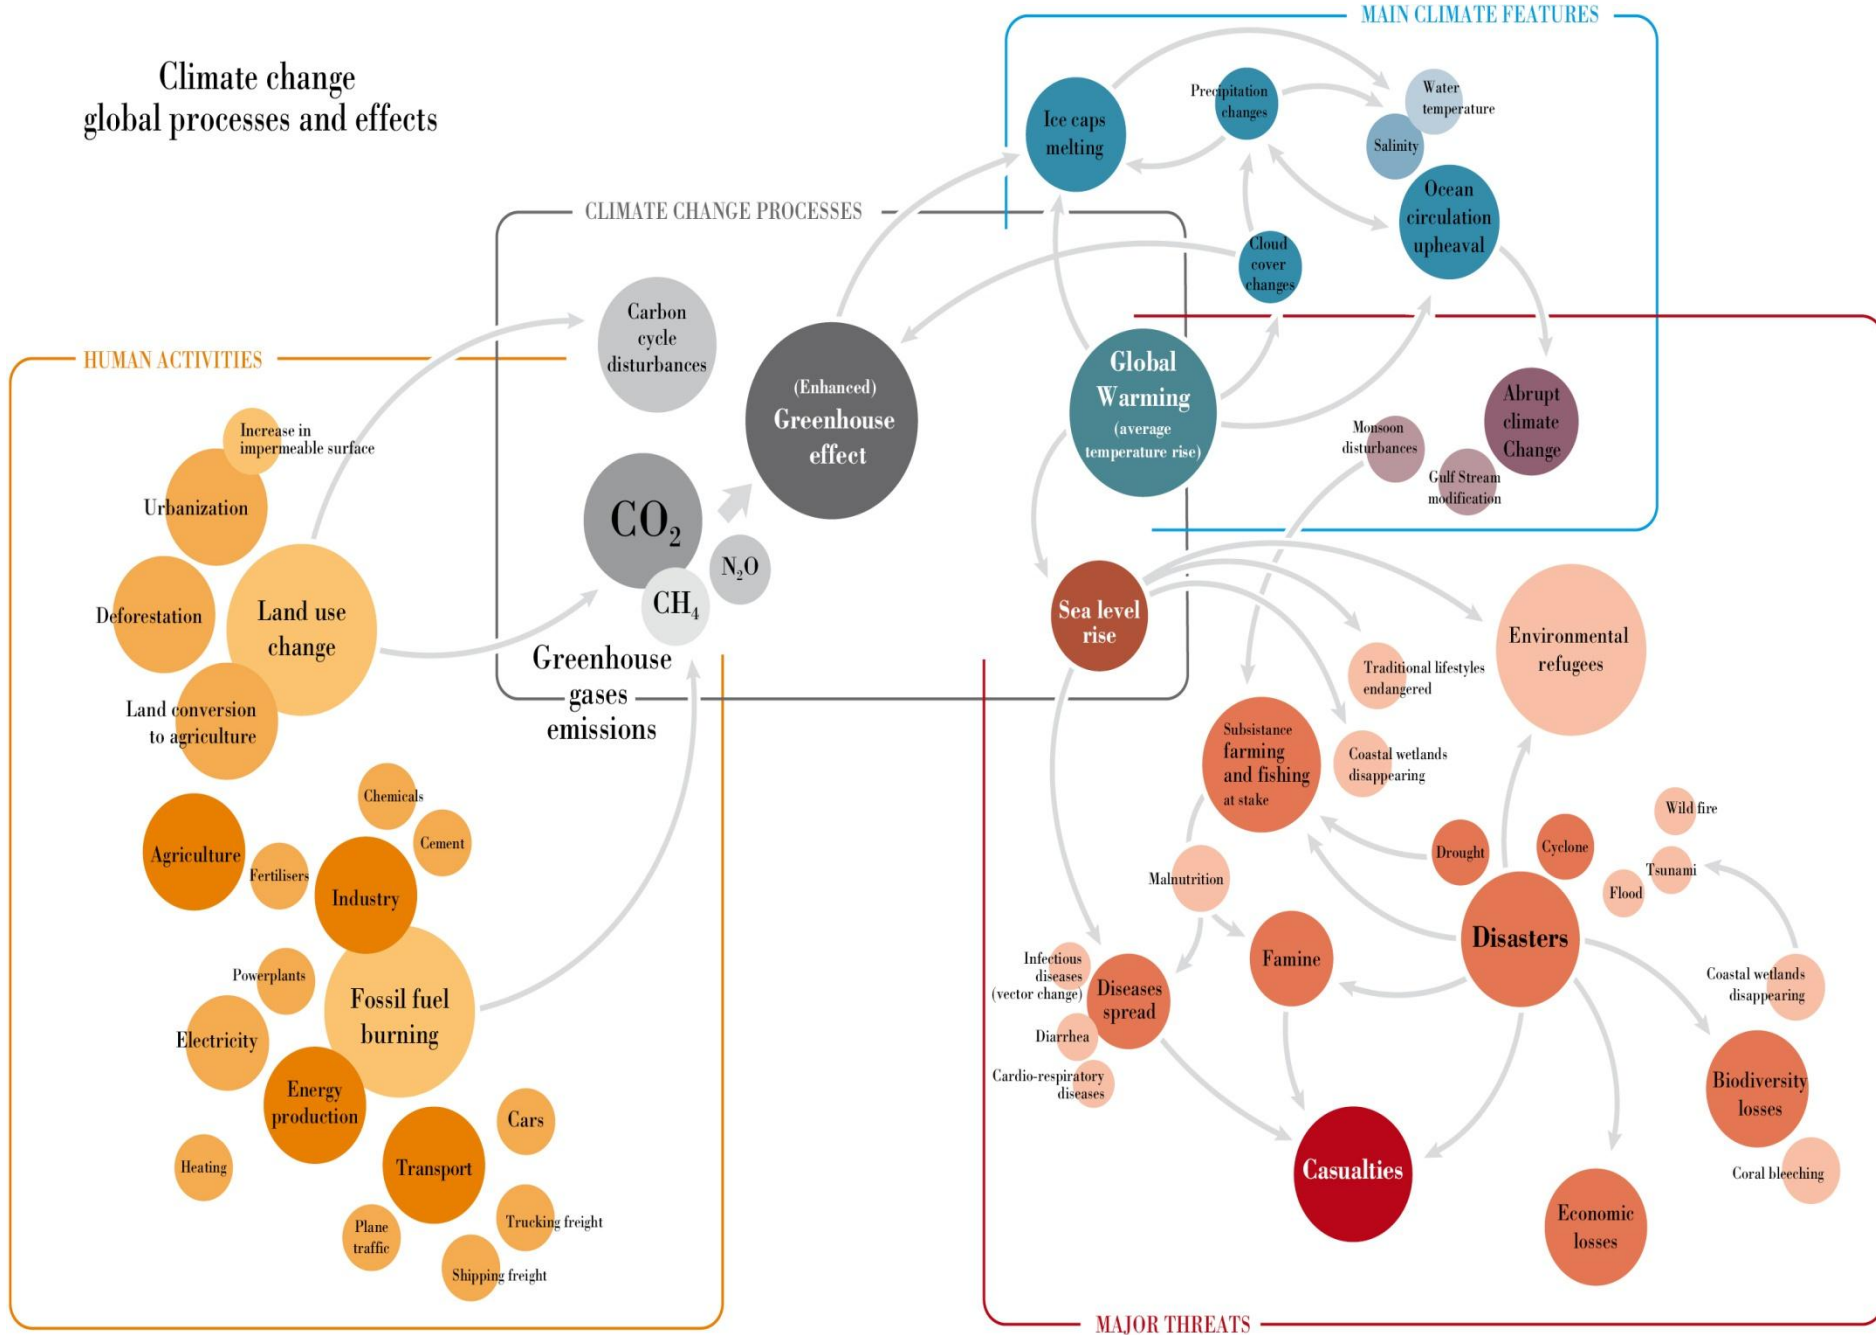 Climate change
global processes and effects
MAIN CLIMATE FEATURES
Ice caps
melting
Precipitation
changes
Water
temperature
Salinity
Ocean
circulation
upheaval
Cloud
cover
changes
CLIMATE CHANGE PROCESSES
Carbon
cycle
disturbances
(Enhanced)
Greenhouse
effect
Global
Warming
(average
temperature rise)
Abrupt
climate
Change
Monsoon
disturbances
Gulf Stream
modification
CO₂
N₂O
CH₄
Greenhouse
gases
emissions
HUMAN ACTIVITIES
Increase in
impermeable surface
Urbanization
Deforestation
Land use
change
Land conversion
to agriculture
Chemicals
Cement
Agriculture
Fertilisers
Industry
Powerplants
Fossil fuel
burning
Electricity
Energy
production
Heating
Transport
Cars
Plane
traffic
Trucking freight
Shipping freight
Sea level
rise
Environmental
refugees
Traditional lifestyles
endangered
Subsistance
farming
and fishing
at stake
Coastal wetlands
disappearing
Wild fire
Drought
Cyclone
Tsunami
Flood
Malnutrition
Disasters
Famine
Infectious
diseases
(vector change)
Diseases
spread
Diarrhea
Cardio-respiratory
diseases
Coastal wetlands
disappearing
Biodiversity
losses
Coral bleeching
Casualties
Economic
losses
MAJOR THREATS